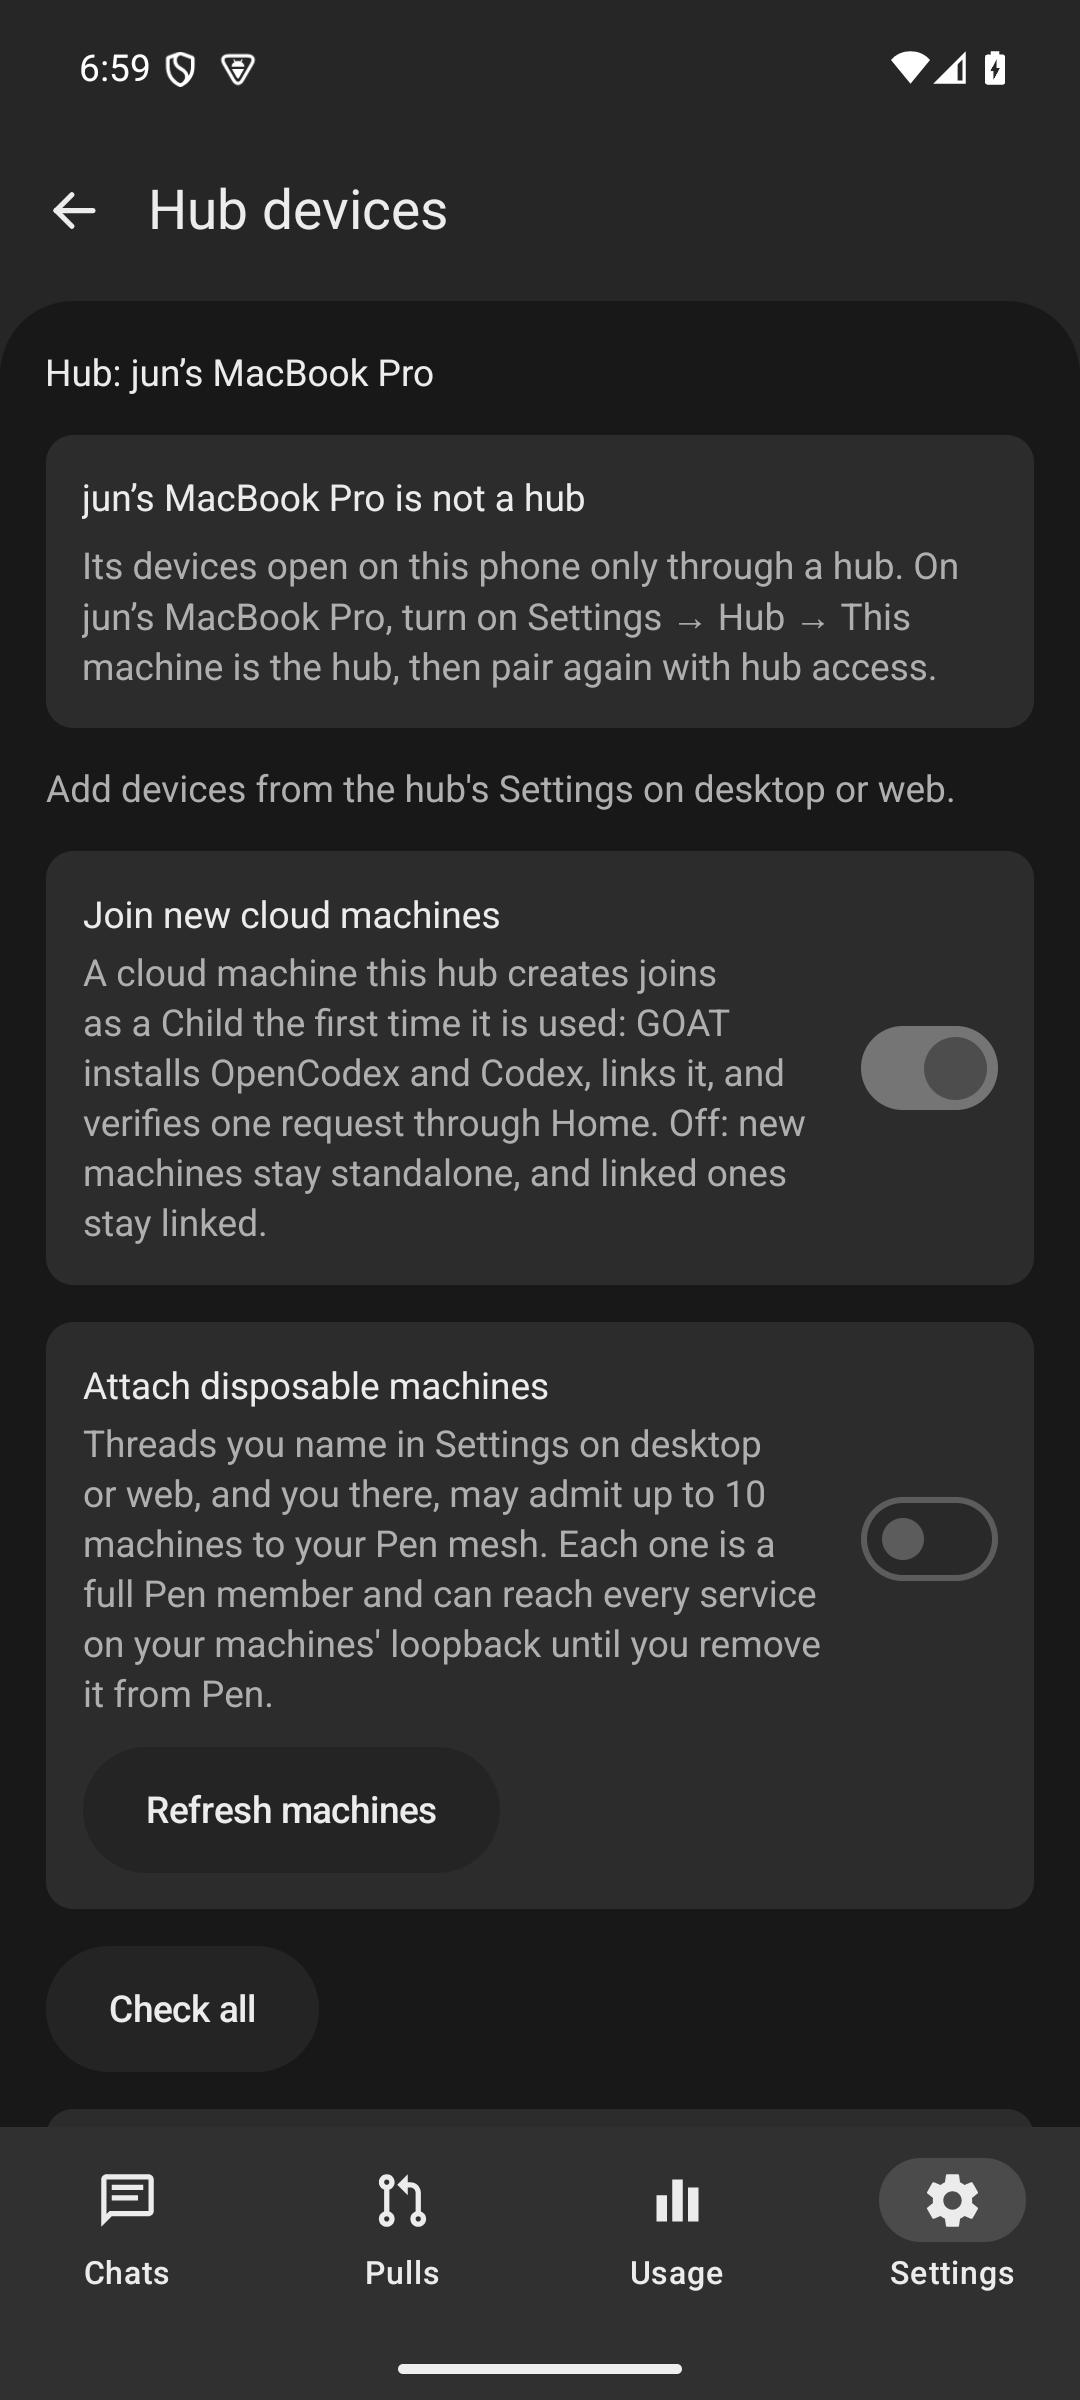 6:59
Hub devices
Hub: jun’s MacBook Pro
jun’s MacBook Pro is not a hub
Its devices open on this phone only through a hub. On
jun’s MacBook Pro, turn on Settings → Hub → This
machine is the hub, then pair again with hub access.
Add devices from the hub's Settings on desktop or web.
Join new cloud machines
A cloud machine this hub creates joins
as a Child the first time it is used: GOAT
installs OpenCodex and Codex, links it, and
verifies one request through Home. Off: new
machines stay standalone, and linked ones
stay linked.
Attach disposable machines
Threads you name in Settings on desktop
or web, and you there, may admit up to 10
machines to your Pen mesh. Each one is a
full Pen member and can reach every service
on your machines' loopback until you remove
it from Pen.
Refresh machines
Check all
Chats
Pulls
Usage
Settings